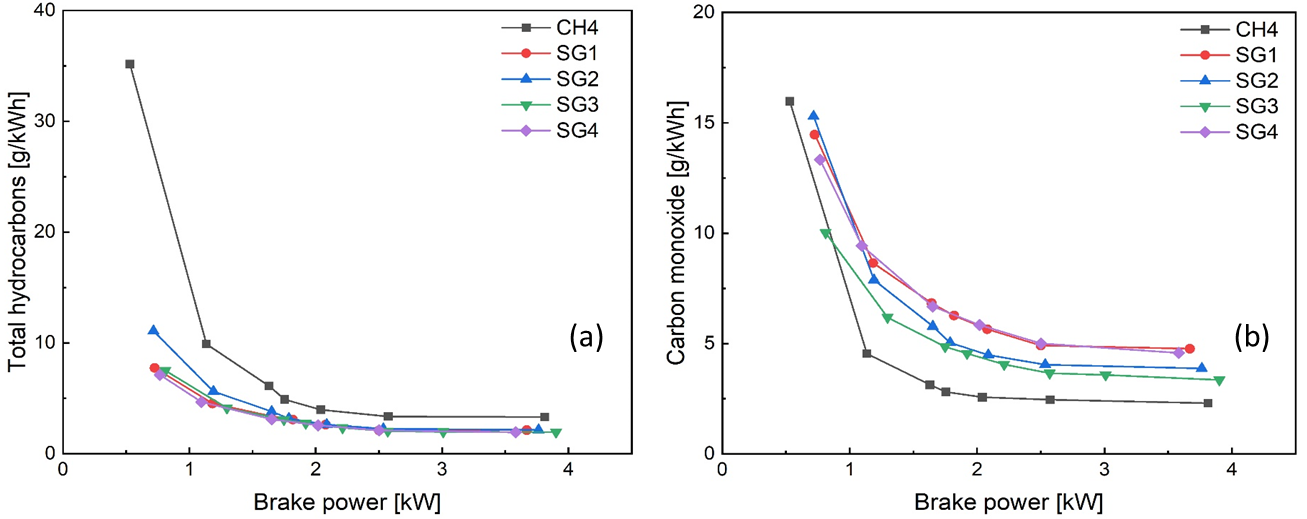 40
30
20
10
0
0
1
2
3
4
Total hydrocarbons [g/kWh]
Brake power [kW]
CH4
SG1
SG2
SG3
SG4
(a)
20
15
10
5
0
0
1
2
3
4
Carbon monoxide [g/kWh]
Brake power [kW]
CH4
SG1
SG2
SG3
SG4
(b)